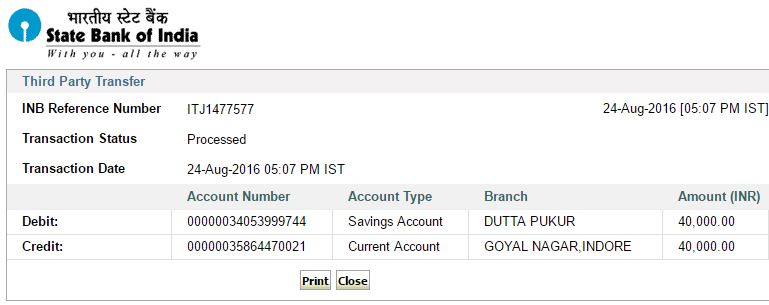 भारतीय स्टेट बैंक
State Bank of India
With you - all the way
Third Party Transfer
INB Reference Number ITJ1477577 24-Aug-2016 [05:07 PM IST]
Transaction Status Processed
Transaction Date 24-Aug-2016 05:07 PM IST
Account Number Account Type Branch Amount (INR)
Debit: 00000034053999744 Savings Account DUTTA PUKUR 40,000.00
Credit: 00000035864470021 Current Account GOYAL NAGAR,INDORE 40,000.00
Print Close